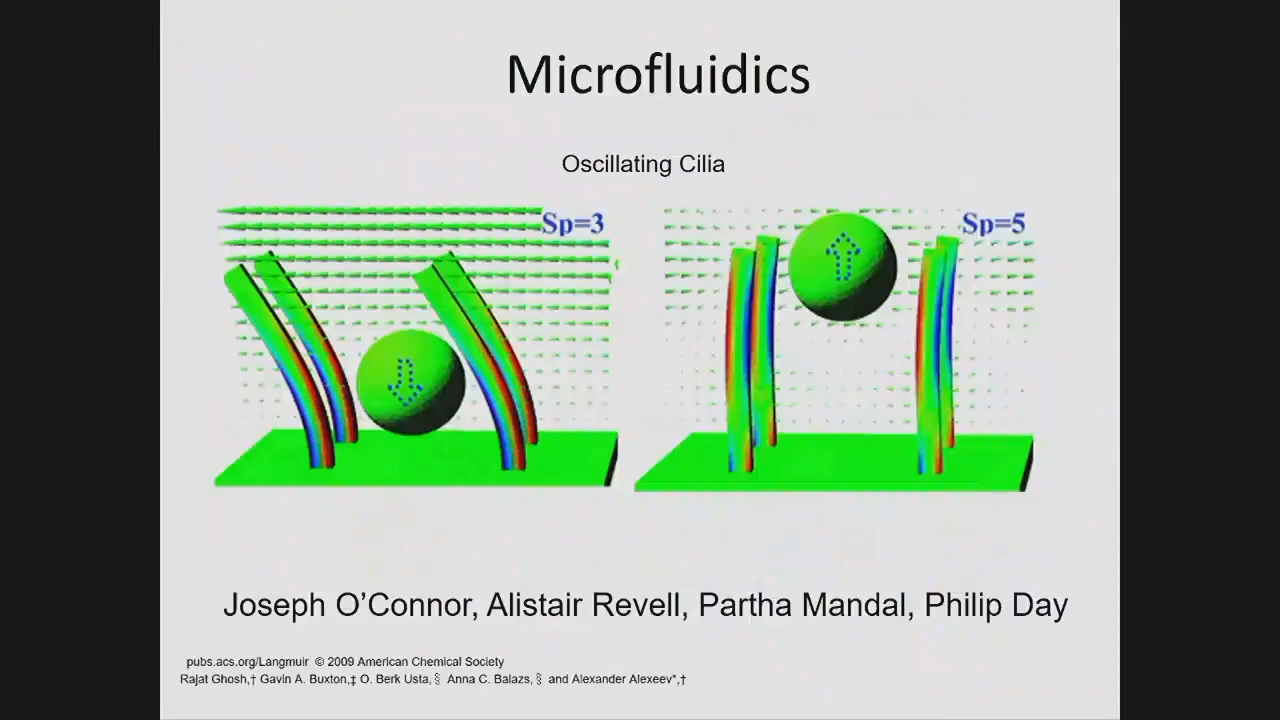 Microfluidics
Oscillating Cilia
Sp=3
Sp=5
Joseph O’Connor, Alistair Revell, Partha Mandal, Philip Day
pubs.acs.org/Langmuir © 2009 American Chemical Society
Rajat Ghosh,† Gavin A. Buxton,‡ O. Berk Usta,§ Anna C. Balazs,§ and Alexander Alexeev*,†